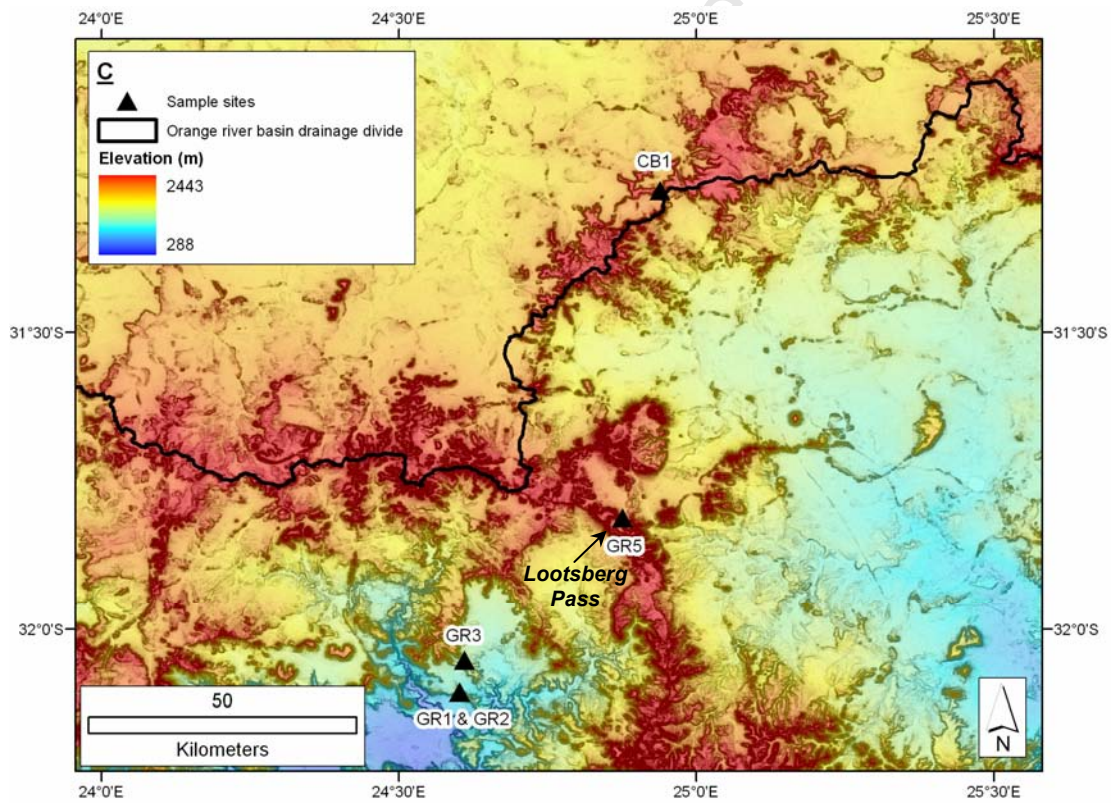 24°0'E 24°30'E 25°0'E 25°30'E
C
Sample sites
Orange river basin drainage divide
Elevation (m)
2443
288
CB1
31°30'S 31°30'S
GR5
Lootsberg
Pass
32°0'S 32°0'S
GR3
GR1 & GR2
50
Kilometers
N
24°0'E 24°30'E 25°0'E 25°30'E